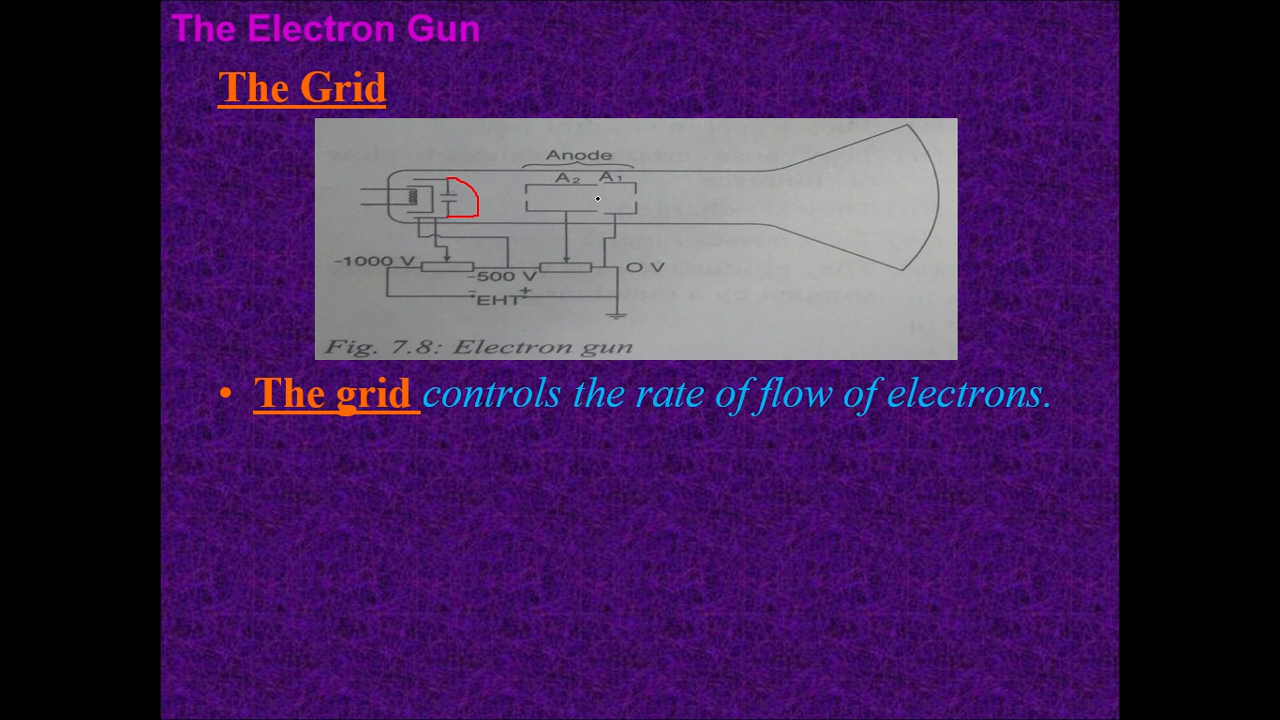 The Electron Gun
The Grid
Anode
A2 A1
-1000 V
-500 V
O V
- EHT +
Fig. 7.8: Electron gun
• The grid controls the rate of flow of electrons.